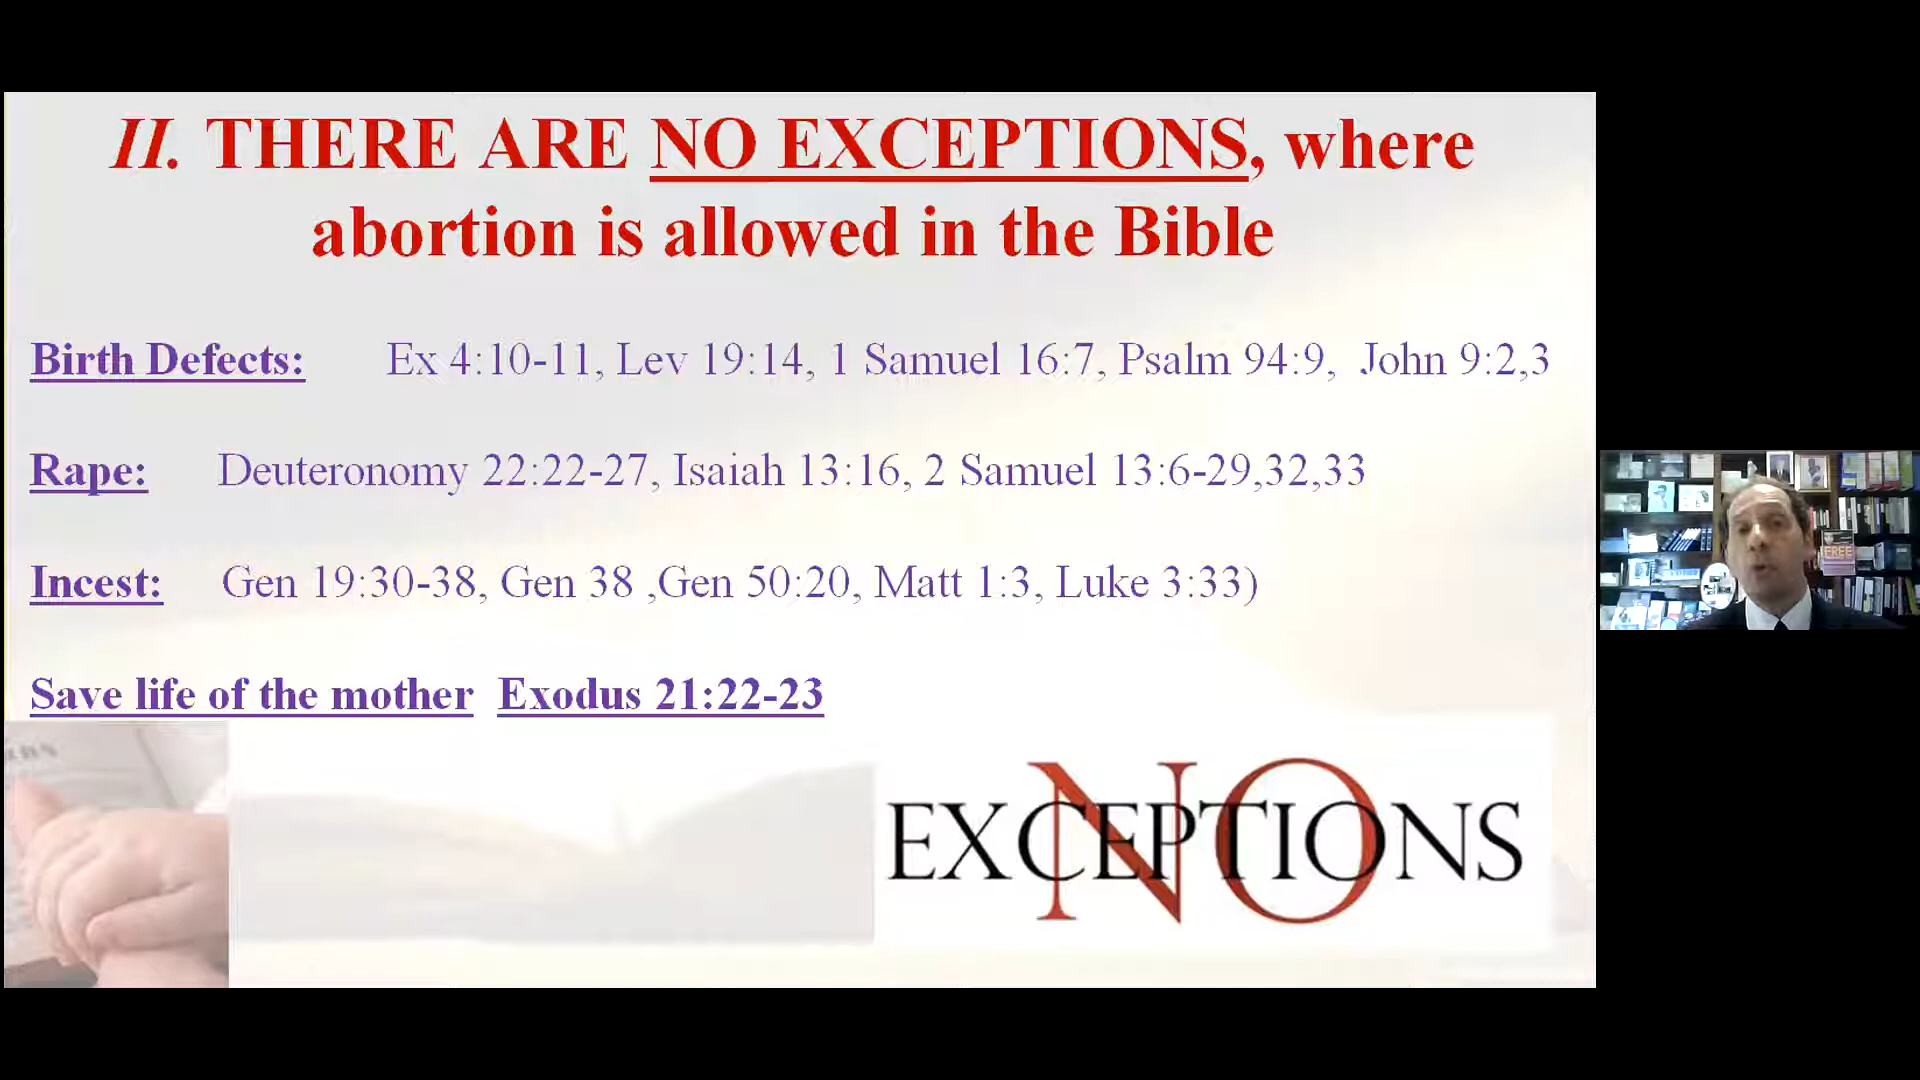 II. THERE ARE NO EXCEPTIONS, where
abortion is allowed in the Bible
Birth Defects: Ex 4:10-11, Lev 19:14, 1 Samuel 16:7, Psalm 94:9, John 9:2,3
Rape: Deuteronomy 22:22-27, Isaiah 13:16, 2 Samuel 13:6-29,32,33
Incest: Gen 19:30-38, Gen 38 ,Gen 50:20, Matt 1:3, Luke 3:33)
Save life of the mother Exodus 21:22-23
NO
EXCEPTIONS
FREE